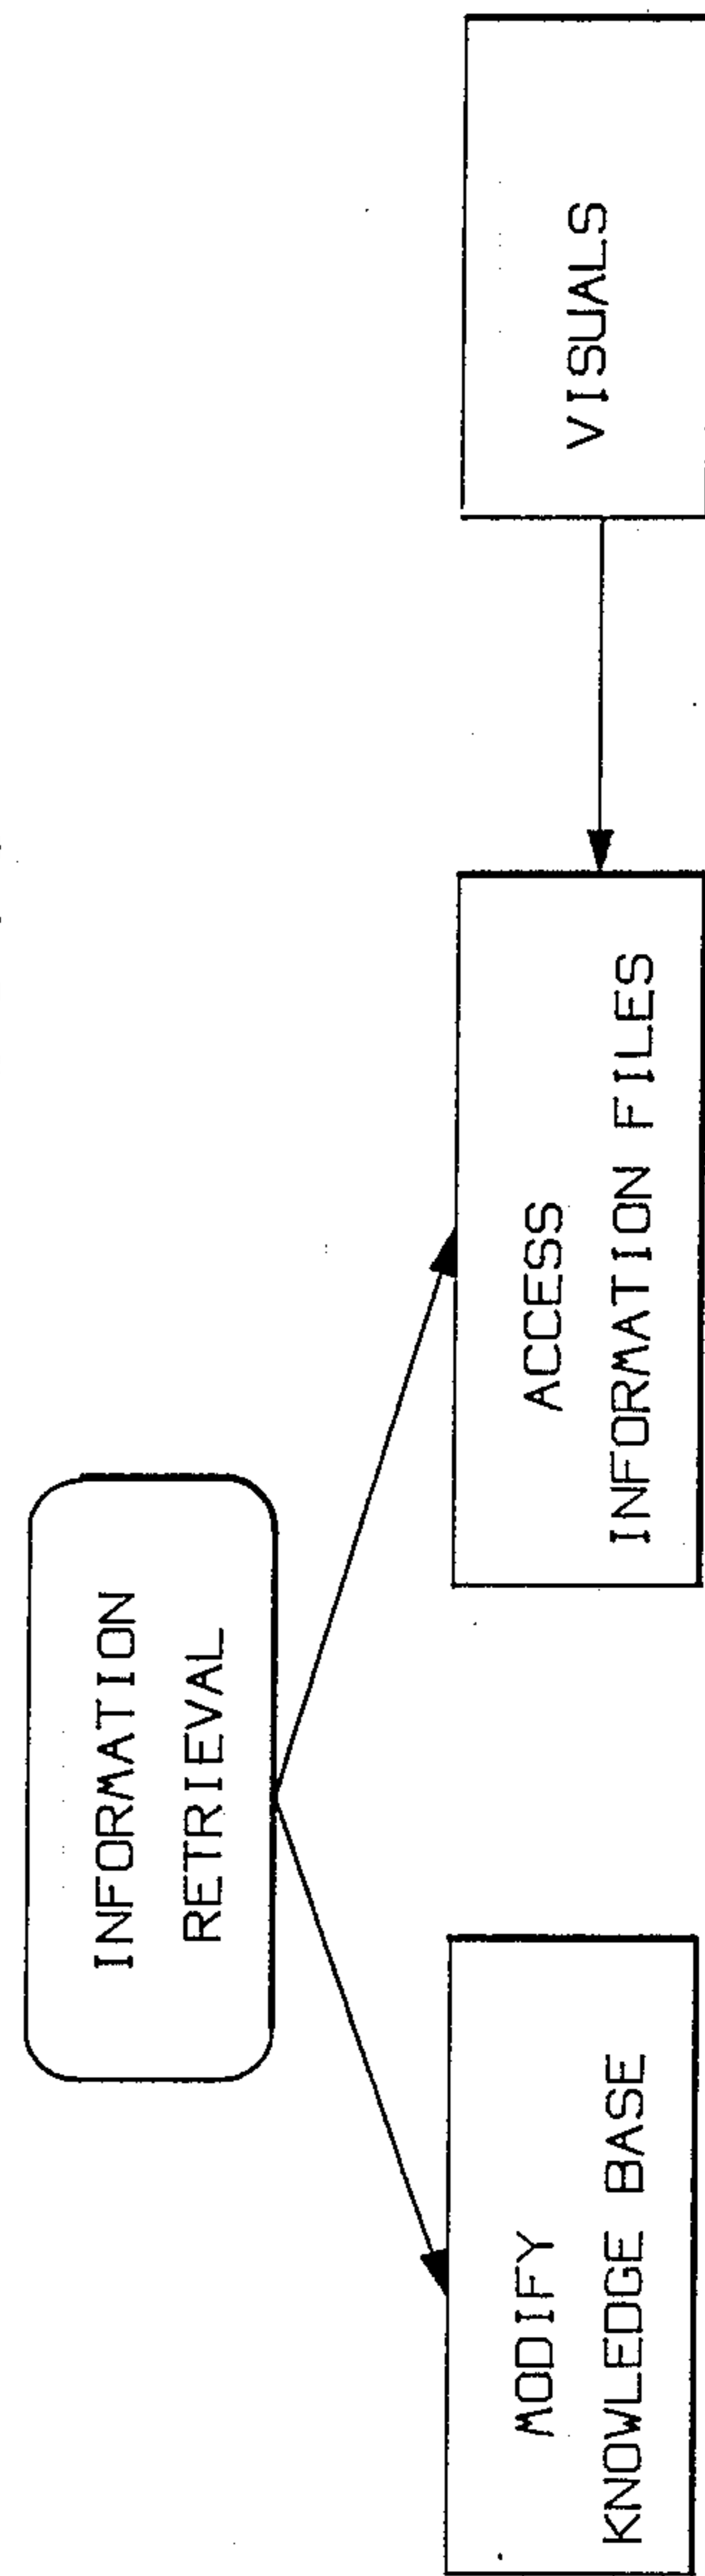 INFORMATION
RETRIEVAL
MODIFY
KNOWLEDGE BASE
ACCESS
INFORMATION FILES
VISUALS